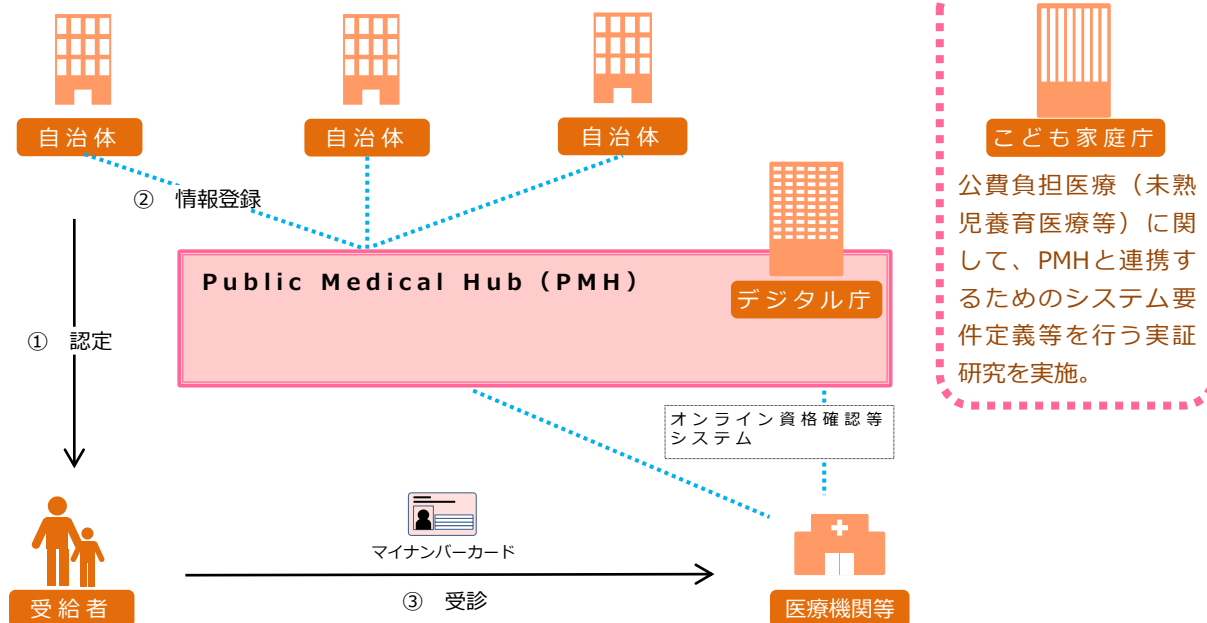 自治体
自治体
自治体
② 情報登録
Public Medical Hub（PMH）
デジタル庁
① 認定
オンライン資格確認等
システム
マイナンバーカード
③ 受診
受給者
医療機関等
こども家庭庁
公費負担医療（未熟
児養育医療等）に関
して、PMHと連携す
るためのシステム要
件定義等を行う実証
研究を実施。